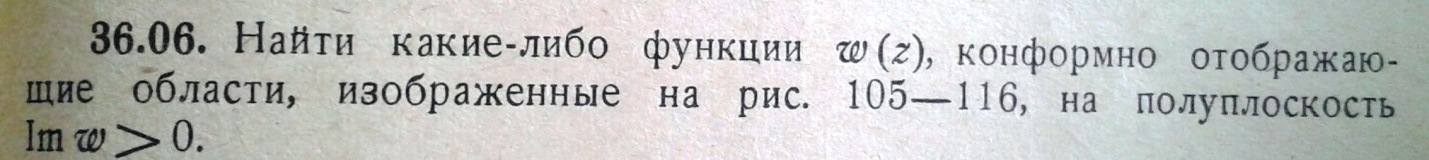 36.06. Найти какие-либо функции w (z), конформно отображаю-
щие области, изображенные на рис. 105—116, на полуплоскость
Im w > 0.